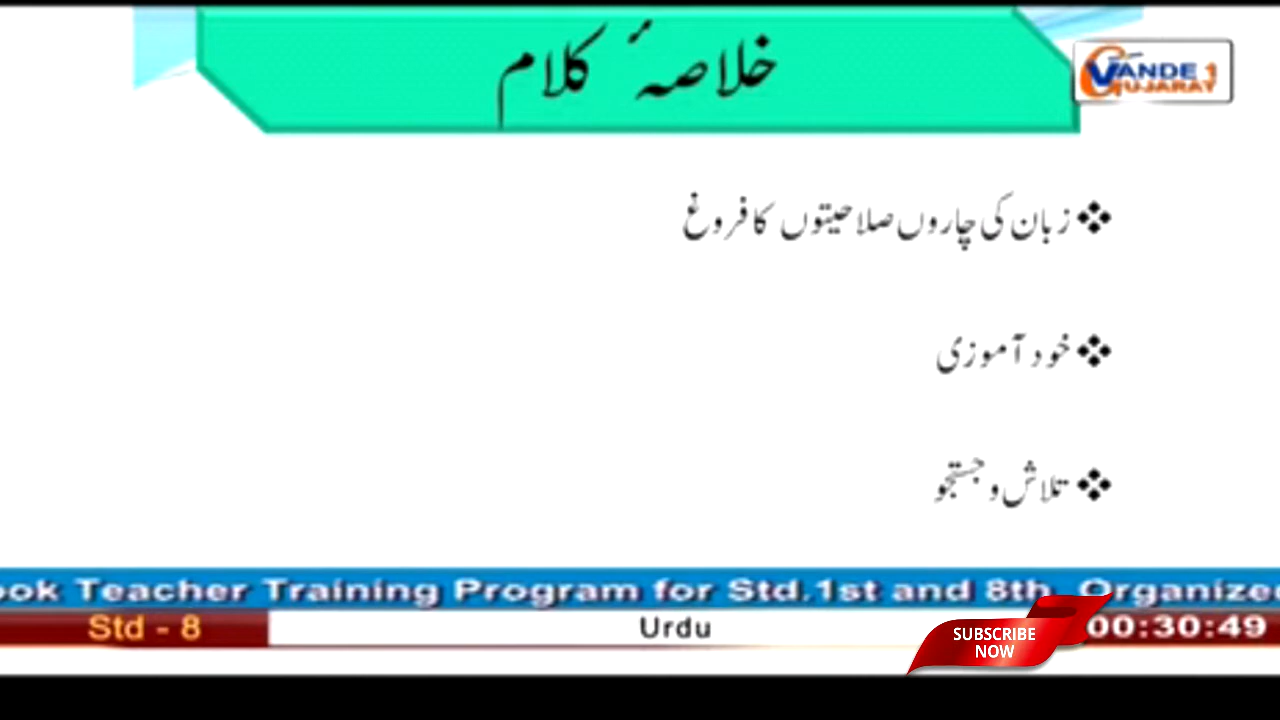 خلاصۂ کلام
VANDE 1
GUJARAT
زبان کی چاروں صلاحیتوں کا فروغ
خود آموزی
تلاش و جستجو
ook Teacher Training Program for Std.1st and 8th, Organize
Std - 8
Urdu
SUBSCRIBE
NOW
00:30:49